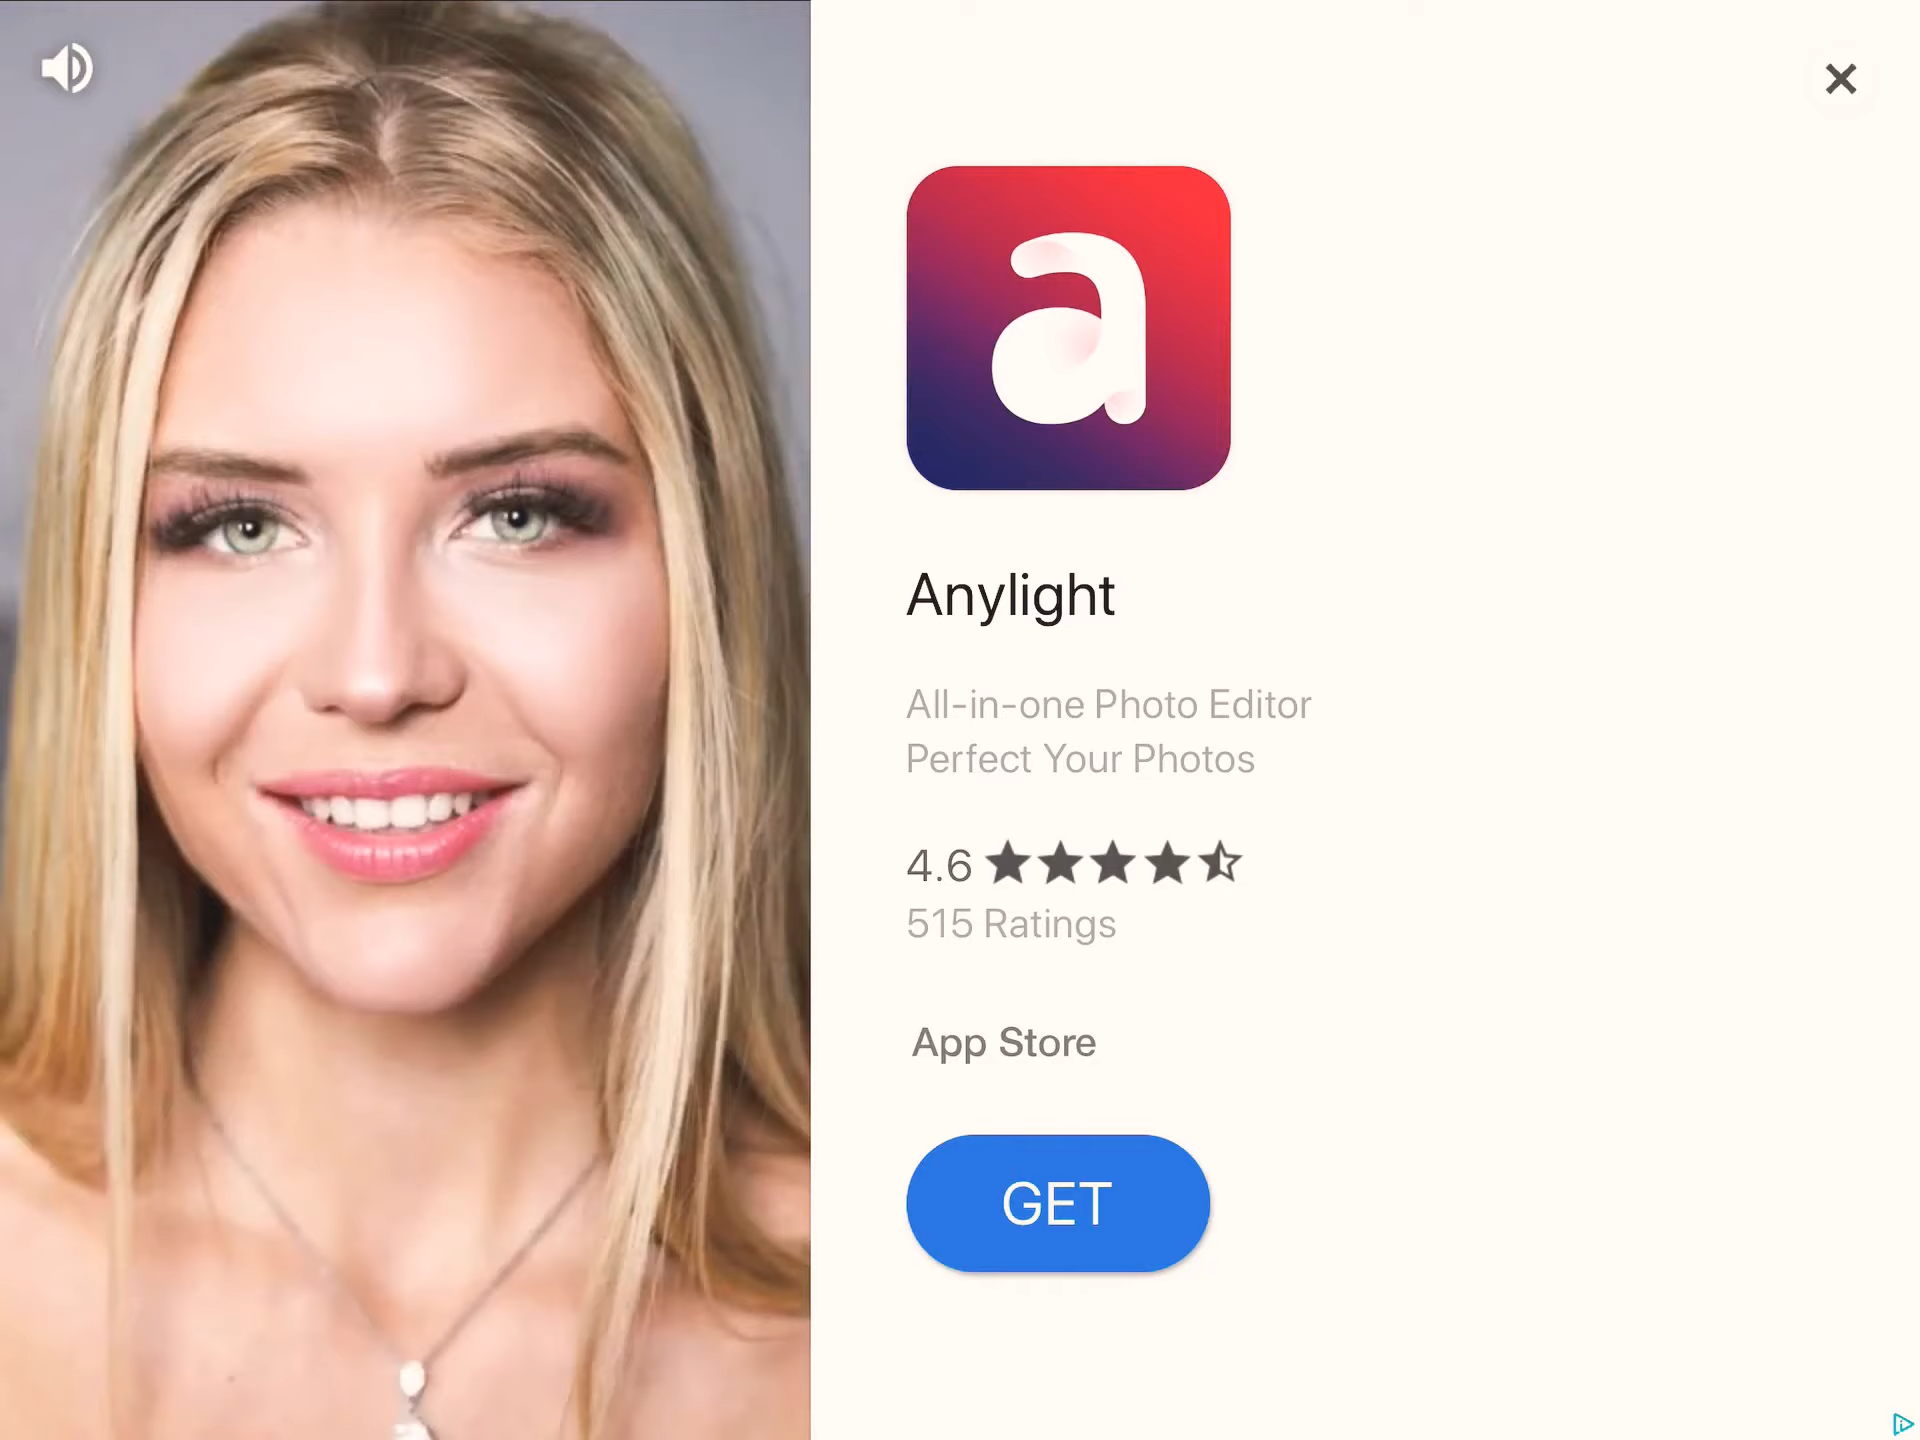 a
Anylight
All-in-one Photo Editor
Perfect Your Photos
4.6
515 Ratings
App Store
GET